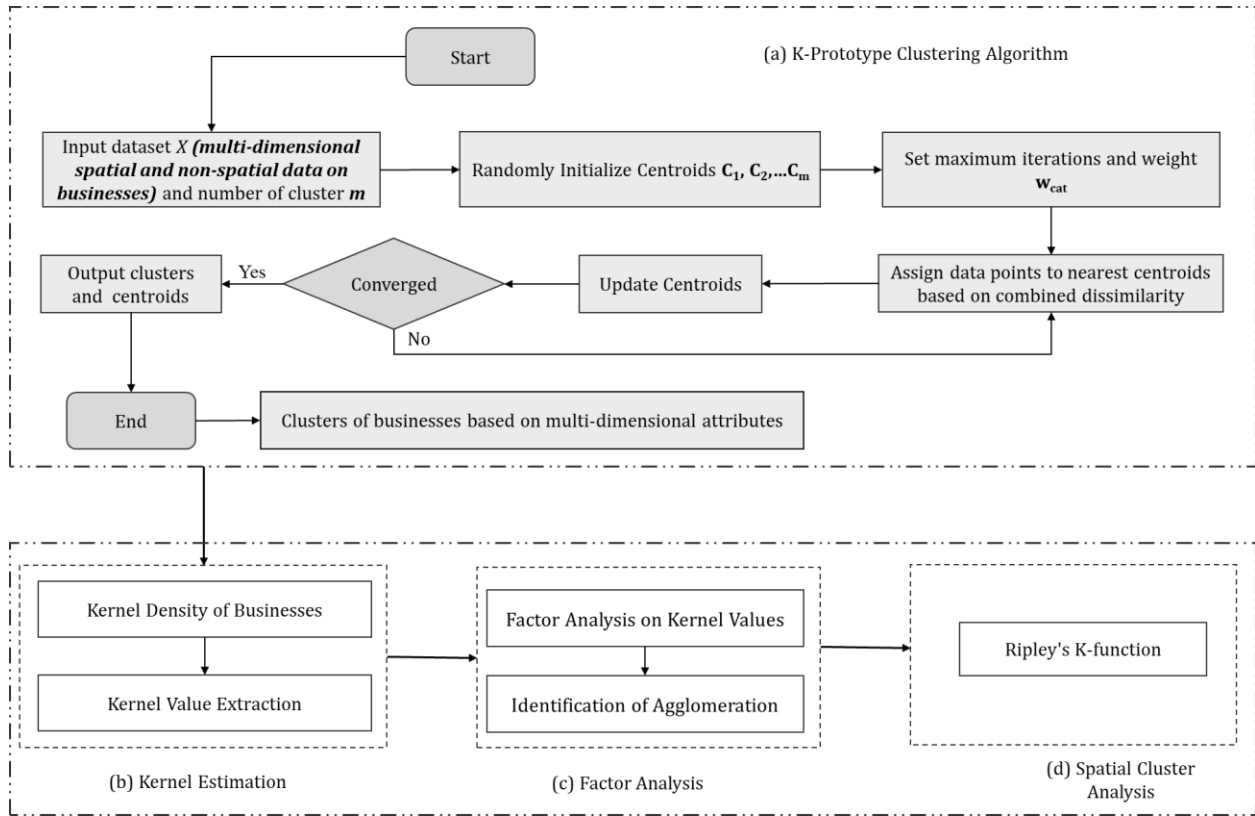 Start
(a) K-Prototype Clustering Algorithm
Input dataset X (multi-dimensional
spatial and non-spatial data on
businesses) and number of cluster m
Randomly Initialize Centroids C₁, C₂,...Cₘ
Set maximum iterations and weight
w_cat
Output clusters
and centroids
Yes
Converged
No
Update Centroids
Assign data points to nearest centroids
based on combined dissimilarity
End
Clusters of businesses based on multi-dimensional attributes
Kernel Density of Businesses
Kernel Value Extraction
(b) Kernel Estimation
Factor Analysis on Kernel Values
Identification of Agglomeration
(c) Factor Analysis
Ripley's K-function
(d) Spatial Cluster
Analysis